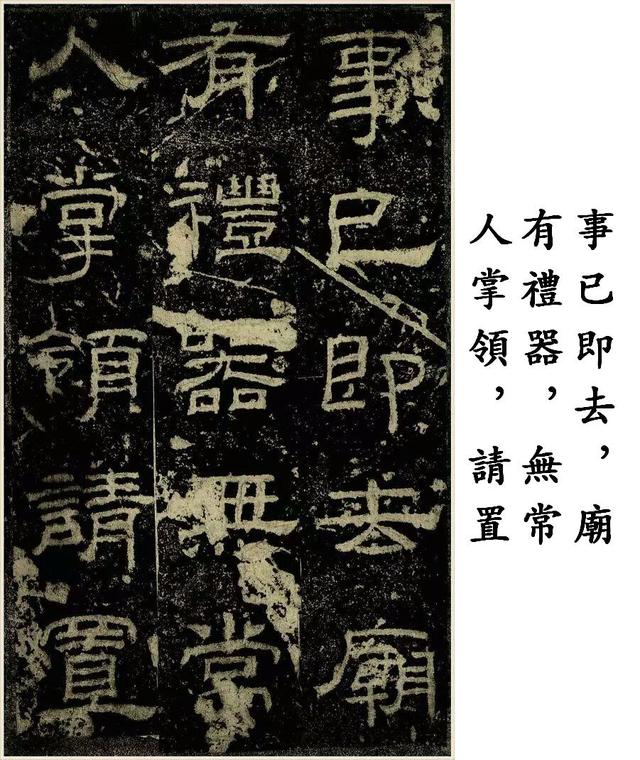 事已即去廟
有禮器無常
人掌領請置
事已即去，廟
有禮器，無常
人掌領，請置